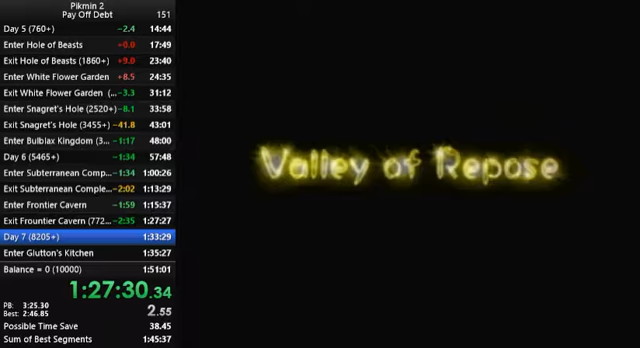 Pikmin 2
Pay Off Debt 151
Day 5 (760+) −2.4 14:44
Enter Hole of Beasts +0.0 17:49
Exit Hole of Beasts (1860+) +9.0 23:40
Enter White Flower Garden +8.5 24:35
Exit White Flower Garden (... −3.3 31:12
Enter Snagret's Hole (2520+) −8.1 33:58
Exit Snagret's Hole (3455+) −41.8 43:01
Enter Bulblax Kingdom (3... −1:17 48:00
Day 6 (5465+) −1:34 57:48
Enter Subterranean Comp... −1:34 1:00:26
Exit Subterranean Comple... −2:02 1:13:29
Enter Frontier Cavern −1:59 1:15:37
Exit Frountier Cavern (772... −2:35 1:27:27
Day 7 (8205+) 1:33:29
Enter Glutton's Kitchen 1:35:27
Balance = 0 (10000) 1:51:01
1:27:30.34
PB: 3:25.30
Best: 2:46.85 2.55
Possible Time Save 38.45
Sum of Best Segments 1:45:37
Valley of Repose